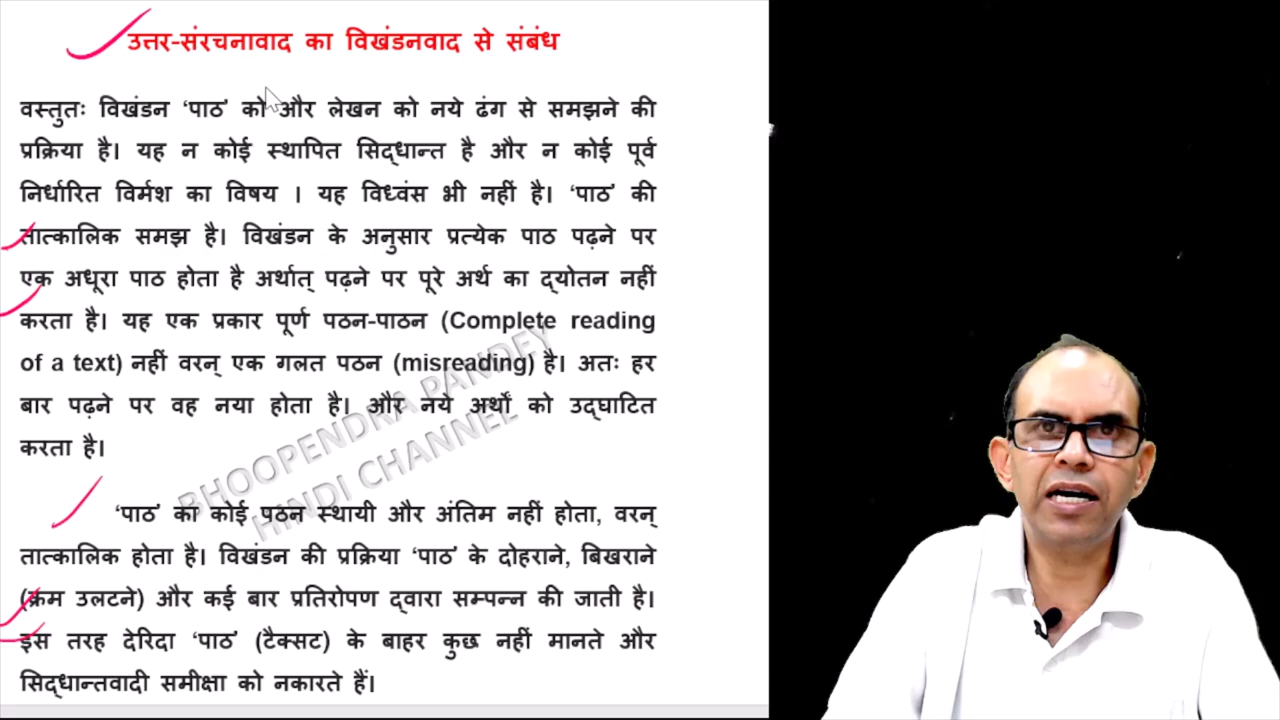 उत्तर-संरचनावाद का विखंडनवाद से संबंध
वस्तुतः विखंडन ‘पाठ’ को और लेखन को नये ढंग से समझने की
प्रक्रिया है। यह न कोई स्थापित सिद्धान्त है और न कोई पूर्व
निर्धारित विर्मश का विषय । यह विध्वंस भी नहीं है। ‘पाठ’ की
तात्कालिक समझ है। विखंडन के अनुसार प्रत्येक पाठ पढ़ने पर
एक अधूरा पाठ होता है अर्थात् पढ़ने पर पूरे अर्थ का द्योतन नहीं
करता है। यह एक प्रकार पूर्ण पठन-पाठन (Complete reading
of a text) नहीं वरन् एक गलत पठन (misreading) है। अतः हर
बार पढ़ने पर वह नया होता है। और नये अर्थों को उद्घाटित
करता है।
‘पाठ’ का कोई पठन स्थायी और अंतिम नहीं होता, वरन्
तात्कालिक होता है। विखंडन की प्रक्रिया ‘पाठ’ के दोहराने, बिखराने
(क्रम उलटने) और कई बार प्रतिरोपण द्वारा सम्पन्न की जाती है।
इस तरह देरिदा ‘पाठ’ (टैक्सट) के बाहर कुछ नहीं मानते और
सिद्धान्तवादी समीक्षा को नकारते हैं।
BHOOPENDRA PANDEY
HINDI CHANNEL